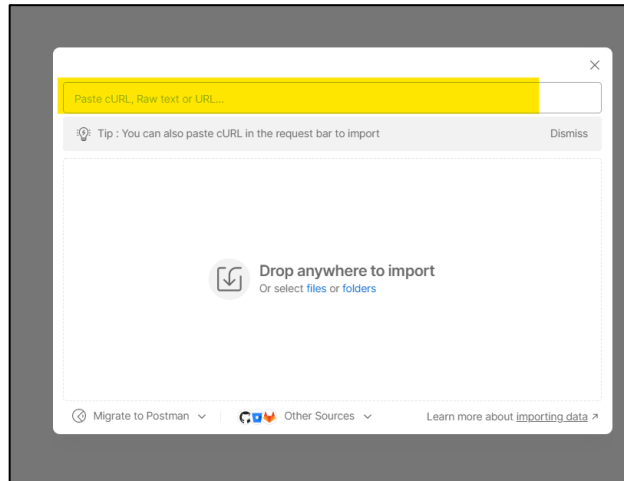 Paste cURL, Raw text or URL...
Tip : You can also paste cURL in the request bar to import Dismiss
Drop anywhere to import
Or select files or folders
Migrate to Postman Other Sources Learn more about importing data ↗